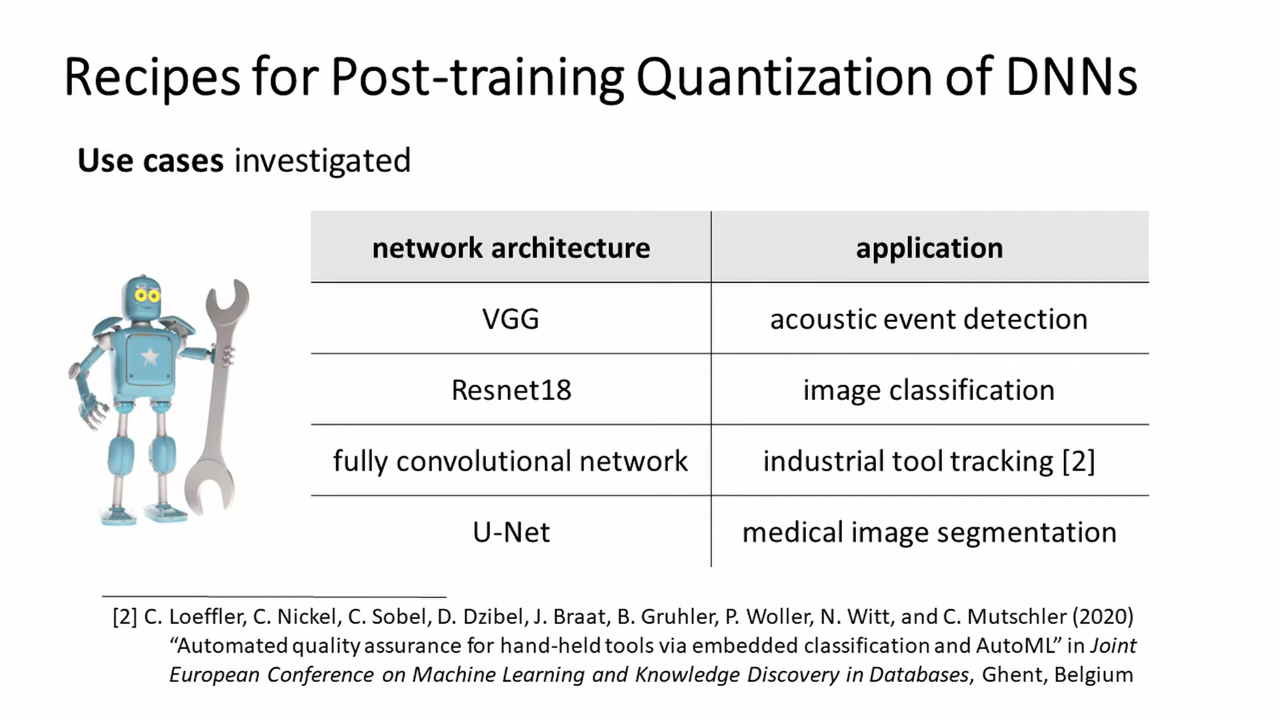 Recipes for Post-training Quantization of DNNs
Use cases investigated
network architecture application
VGG acoustic event detection
Resnet18 image classification
fully convolutional network industrial tool tracking [2]
U-Net medical image segmentation
[2] C. Loeffler, C. Nickel, C. Sobel, D. Dzibel, J. Braat, B. Gruhler, P. Woller, N. Witt, and C. Mutschler (2020)
“Automated quality assurance for hand-held tools via embedded classification and AutoML” in Joint
European Conference on Machine Learning and Knowledge Discovery in Databases, Ghent, Belgium